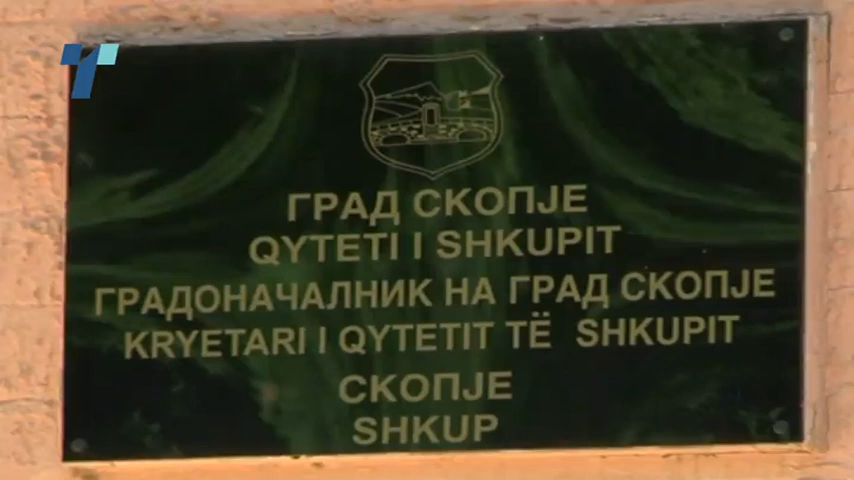 ГРАД СКОПЈЕ
QYTETI I SHKUPIT
ГРАДОНАЧАЛНИК НА ГРАД СКОПЈЕ
KRYETARI I QYTETIT TË SHKUPIT
СКОПЈЕ
SHKUP